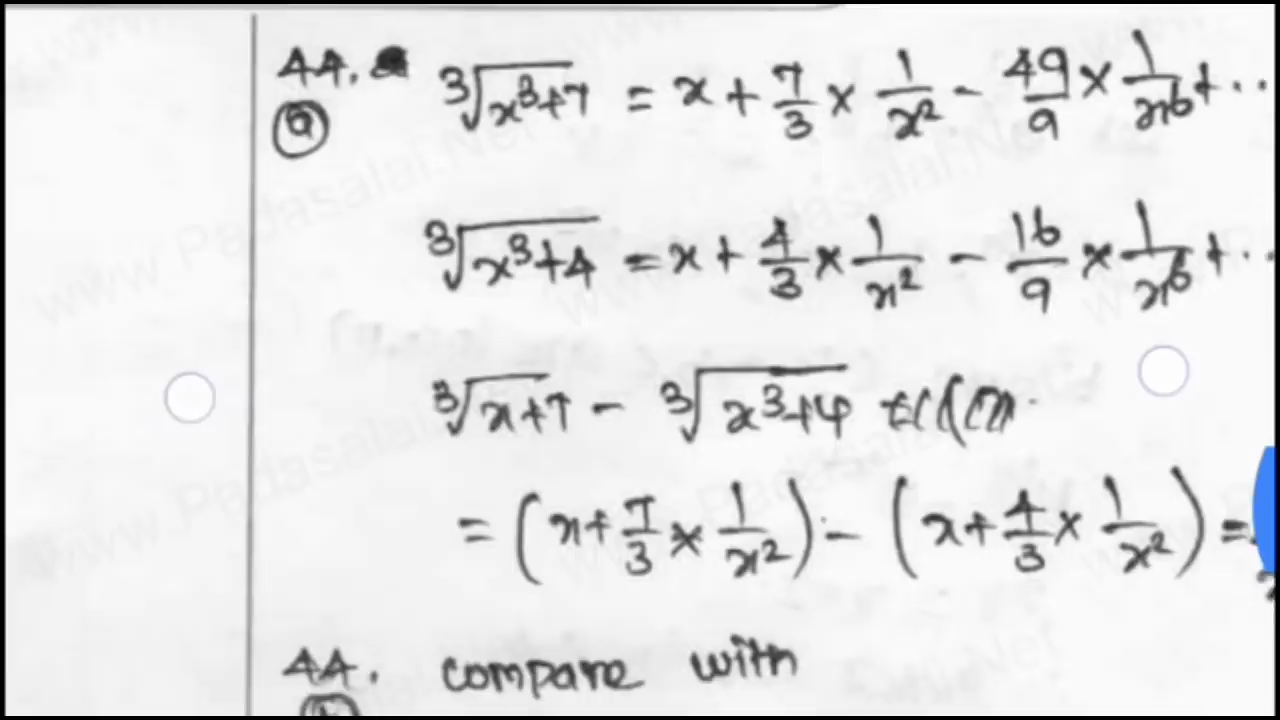 44. ∛(x³+7) = x + 7/3 × 1/x² − 49/9 × 1/x⁶ + ...
(a)
∛(x³+4) = x + 4/3 × 1/x² − 16/9 × 1/x⁶ + ...
∛(x+7) − ∛(x³+4)
= (x + 7/3 × 1/x²) − (x + 4/3 × 1/x²) =
44. compare with